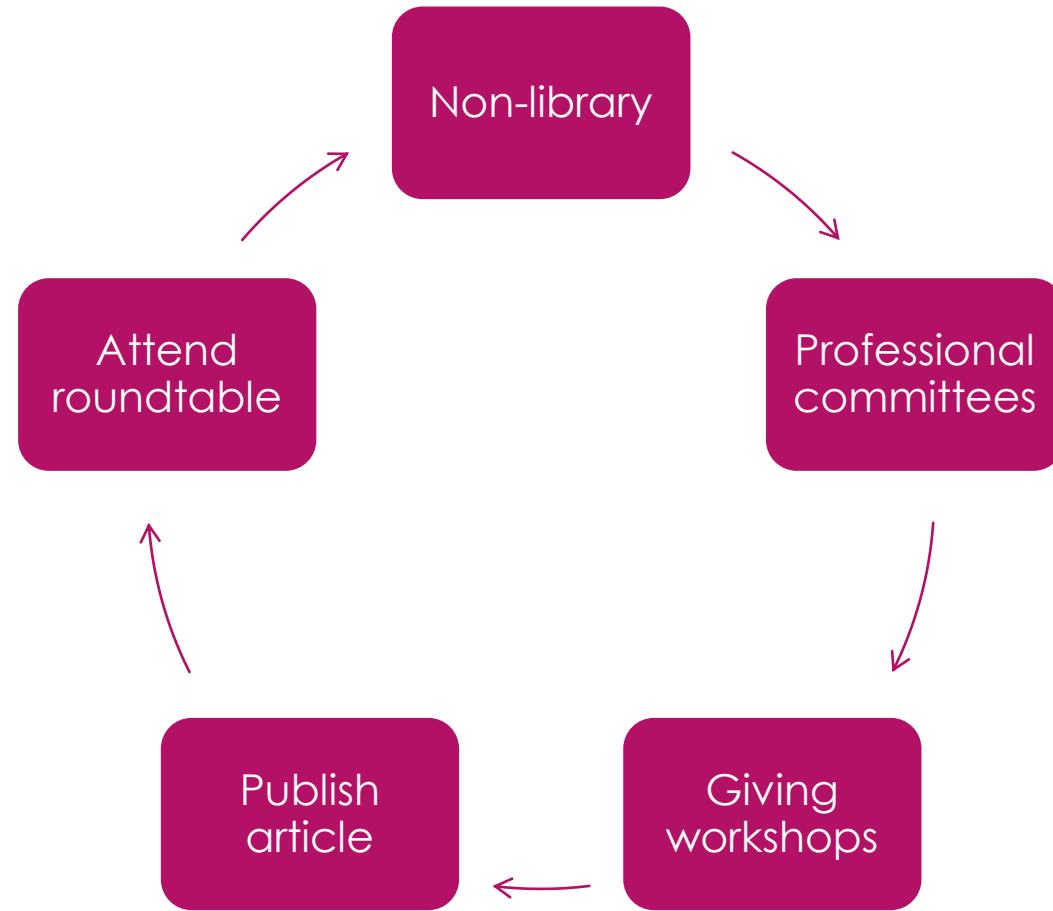 Non-library
Professional
committees
Giving
workshops
Publish
article
Attend
roundtable